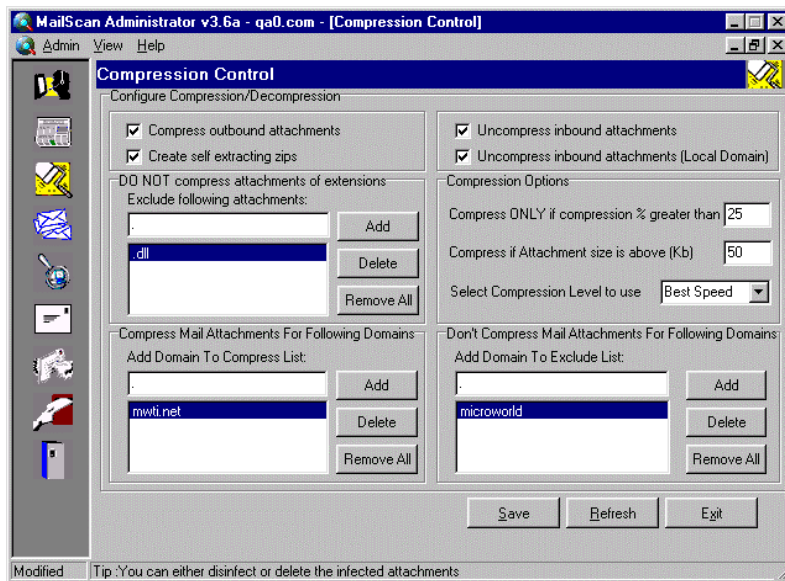 MailScan Administrator v3.6a - qa0.com - [Compression Control]
Admin View Help
Compression Control
Configure Compression/Decompression
Compress outbound attachments
Create self extracting zips
Uncompress inbound attachments
Uncompress inbound attachments (Local Domain)
DO NOT compress attachments of extensions
Exclude following attachments:
.
Add
.dll
Delete
Remove All
Compression Options
Compress ONLY if compression % greater than 25
Compress if Attachment size is above (Kb) 50
Select Compression Level to use Best Speed
Compress Mail Attachments For Following Domains
Add Domain To Compress List:
.
Add
mwti.net
Delete
Remove All
Don't Compress Mail Attachments For Following Domains
Add Domain To Exclude List:
.
Add
microworld
Delete
Remove All
Save Refresh Exit
Modified Tip :You can either disinfect or delete the infected attachments